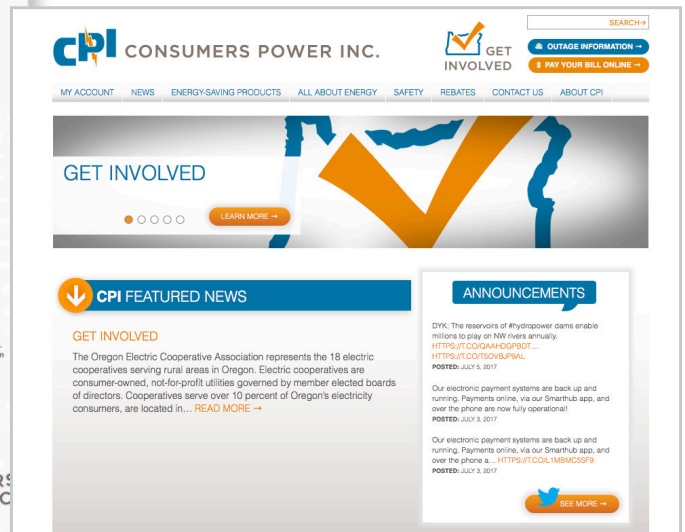 CPI CONSUMERS POWER INC.
GET
INVOLVED
SEARCH→
OUTAGE INFORMATION →
$ PAY YOUR BILL ONLINE →
MY ACCOUNT NEWS ENERGY-SAVING PRODUCTS ALL ABOUT ENERGY SAFETY REBATES CONTACT US ABOUT CPI
GET INVOLVED
LEARN MORE →
CPI FEATURED NEWS
GET INVOLVED
The Oregon Electric Cooperative Association represents the 18 electric
cooperatives serving rural areas in Oregon. Electric cooperatives are
consumer-owned, not-for-profit utilities governed by member elected boards
of directors. Cooperatives serve over 10 percent of Oregon's electricity
consumers, are located in... READ MORE →
ANNOUNCEMENTS
DYK: The reservoirs of #hydropower dams enable
millions to play on NW rivers annually.
HTTPS://T.CO/QAAHDGPBDT…
HTTPS://T.CO/TSOVBJP9AL
POSTED: JULY 5, 2017
Our electronic payment systems are back up and
running. Payments online, via our Smarthub app, and
over the phone are now fully operational!
POSTED: JULY 3, 2017
Our electronic payment systems are back up and
running. Payments online, via our Smarthub app, and
over the phone a… HTTPS://T.CO/L1MBMC5SF9
POSTED: JULY 3, 2017
SEE MORE →